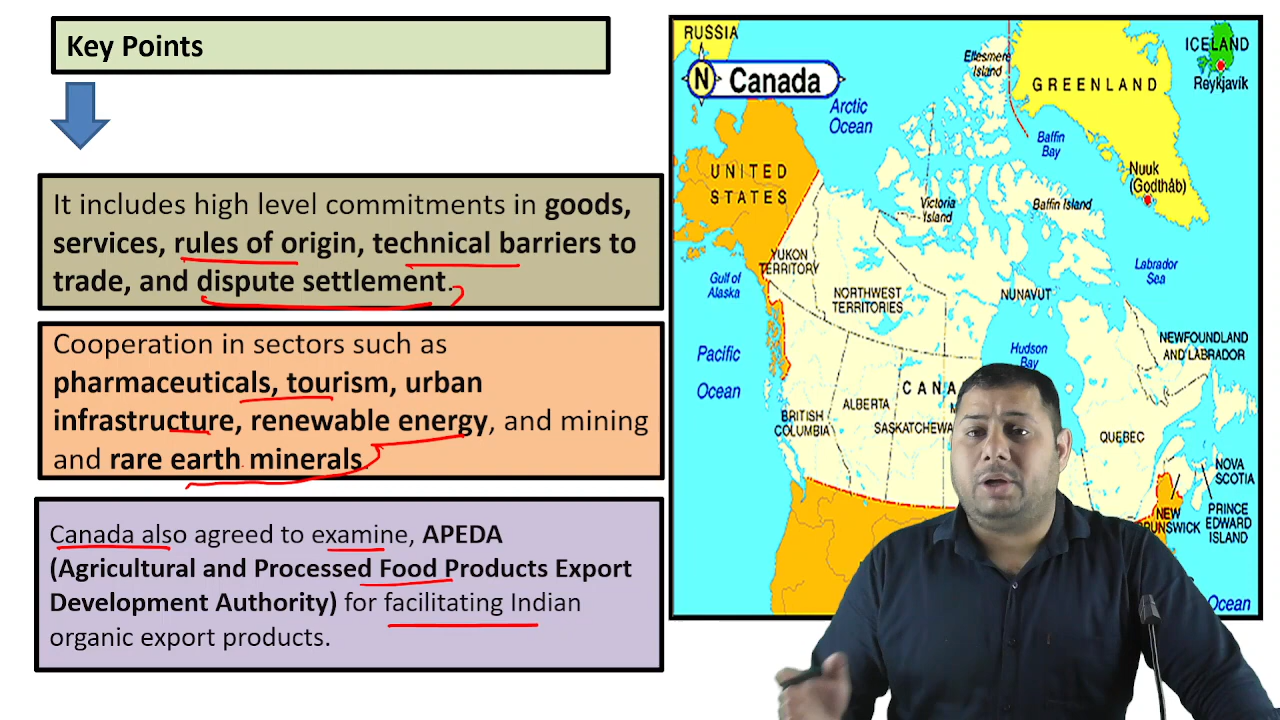 Key Points
It includes high level commitments in goods,
services, rules of origin, technical barriers to
trade, and dispute settlement.
Cooperation in sectors such as
pharmaceuticals, tourism, urban
infrastructure, renewable energy, and mining
and rare earth minerals.
Canada also agreed to examine, APEDA
(Agricultural and Processed Food Products Export
Development Authority) for facilitating Indian
organic export products.
RUSSIA
N
Canada
Arctic
Ocean
Ellesmere
Island
GREENLAND
ICELAND
Reykjavík
Baffin
Bay
Nuuk
(Godthåb)
UNITED
STATES
Victoria
Island
Baffin Island
YUKON
TERRITORY
Gulf of
Alaska
Labrador
Sea
NORTHWEST
TERRITORIES
NUNAVUT
Pacific
Ocean
Hudson
Bay
NEWFOUNDLAND
AND LABRADOR
CANA
BRITISH
COLUMBIA
ALBERTA
SASKATCHEWA
QUEBEC
NOVA
SCOTIA
NEW
RUNSWICK
PRINCE
EDWARD
ISLAND
Ocean